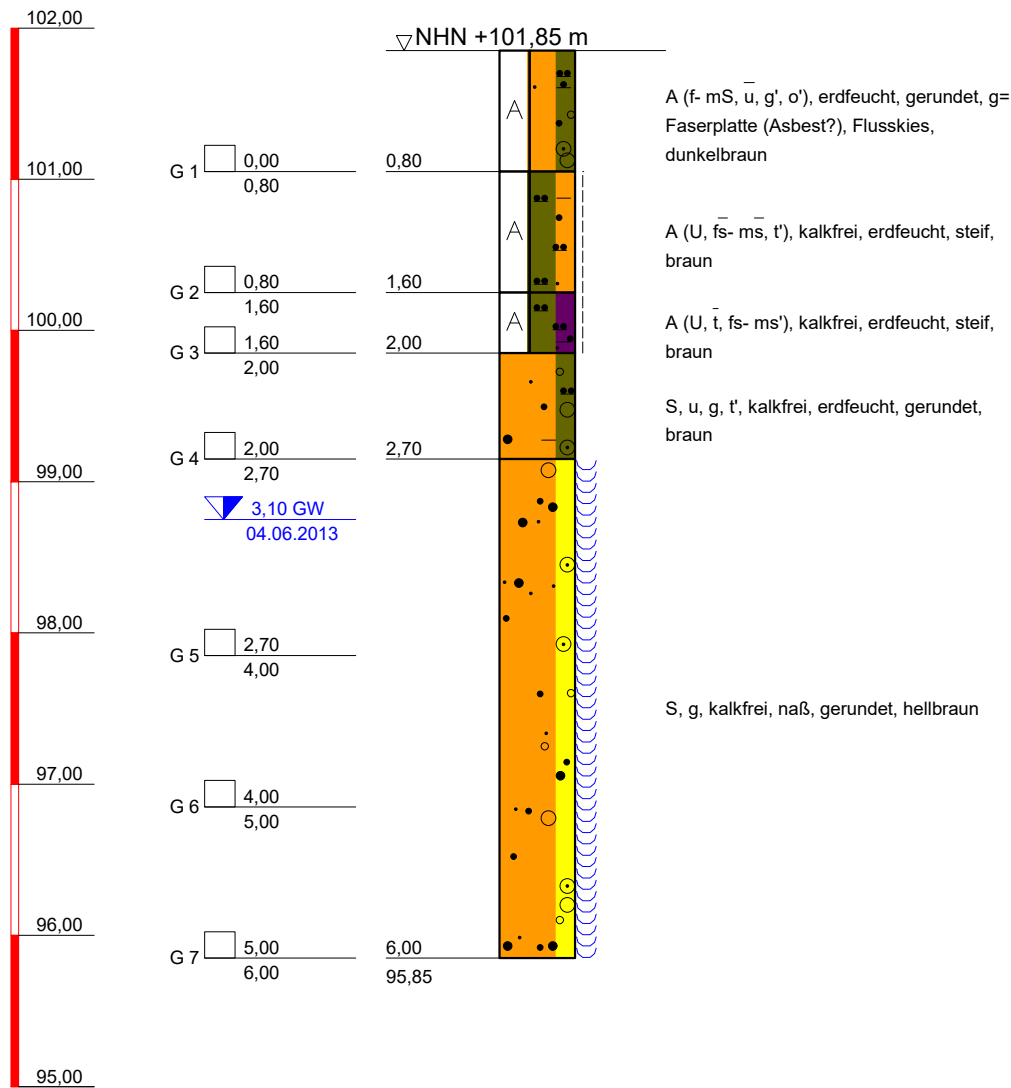 102,00
NHN +101,85 m
A (f- mS, u̅, g', o'), erdfeucht, gerundet, g=
Faserplatte (Asbest?), Flusskies,
dunkelbraun
A
G 1 0,00 0,80
101,00
0,80
A (U, f̅s̅- m̅s̅, t'), kalkfrei, erdfeucht, steif,
braun
A
G 2 0,80 1,60
1,60
100,00
A (U, t̅, fs- ms'), kalkfrei, erdfeucht, steif,
braun
A
G 3 1,60 2,00
2,00
S, u, g, t', kalkfrei, erdfeucht, gerundet,
braun
G 4 2,00 2,70
2,70
99,00
3,10 GW
04.06.2013
98,00
G 5 2,70
4,00
S, g, kalkfrei, naß, gerundet, hellbraun
97,00
G 6 4,00
5,00
96,00
G 7 5,00 6,00
6,00 95,85
95,00